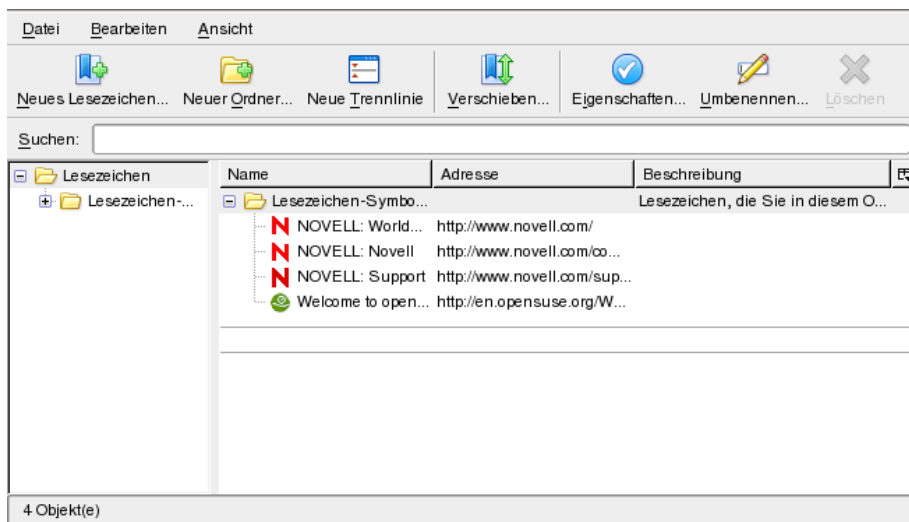 Datei Bearbeiten Ansicht
Neues Lesezeichen... Neuer Ordner... Neue Trennlinie Verschieben... Eigenschaften... Umbenennen... Löschen
Suchen:
Lesezeichen
Lesezeichen-...
Name Adresse Beschreibung
Lesezeichen-Symbo... Lesezeichen, die Sie in diesem O...
NOVELL: World... http://www.novell.com/
NOVELL: Novell http://www.novell.com/co...
NOVELL: Support http://www.novell.com/sup...
Welcome to open... http://en.opensuse.org/W...
4 Objekt(e)